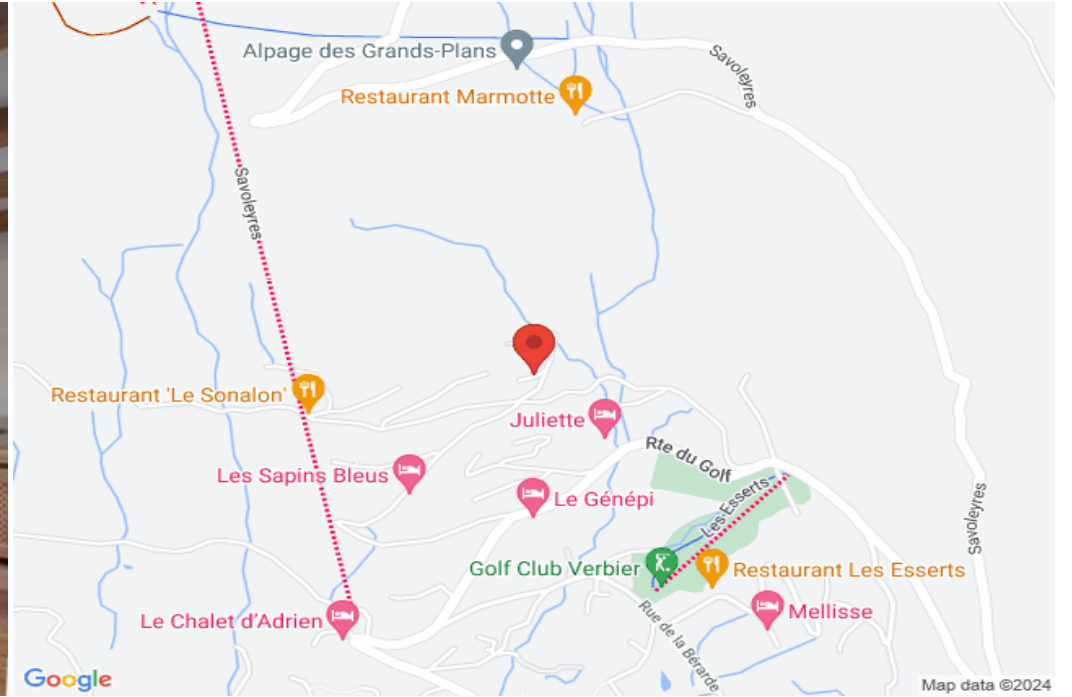 Alpage des Grands-Plans
Savoleyres
Restaurant Marmotte
Savoleyres
Restaurant 'Le Sonalon'
Juliette
Rte du Golf
Les Sapins Bleus
Le Génépi
Les Esserts
Savoleyres
Golf Club Verbier
Restaurant Les Esserts
Mellisse
Le Chalet d'Adrien
Rue de la Bérarde
Google
Map data ©2024